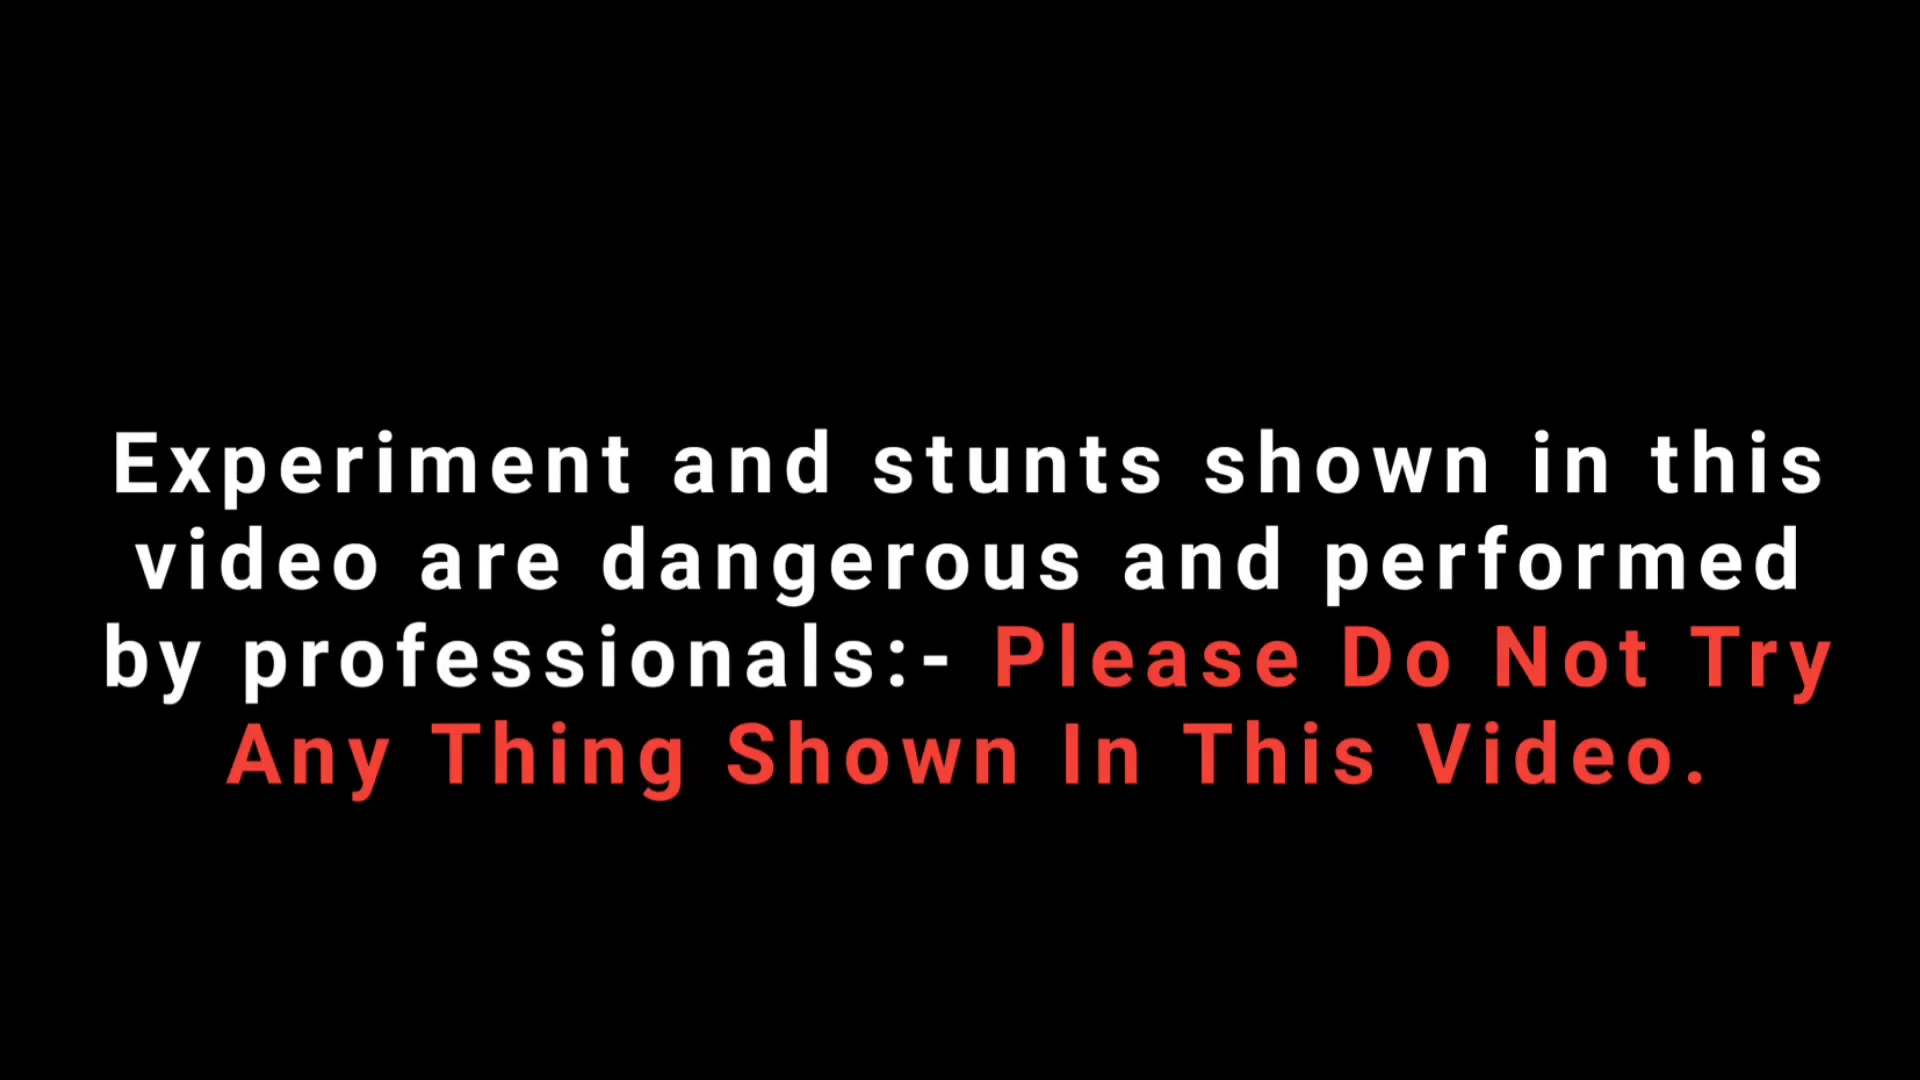 Experiment and stunts shown in this
video are dangerous and performed
by professionals:- Please Do Not Try
Any Thing Shown In This Video.